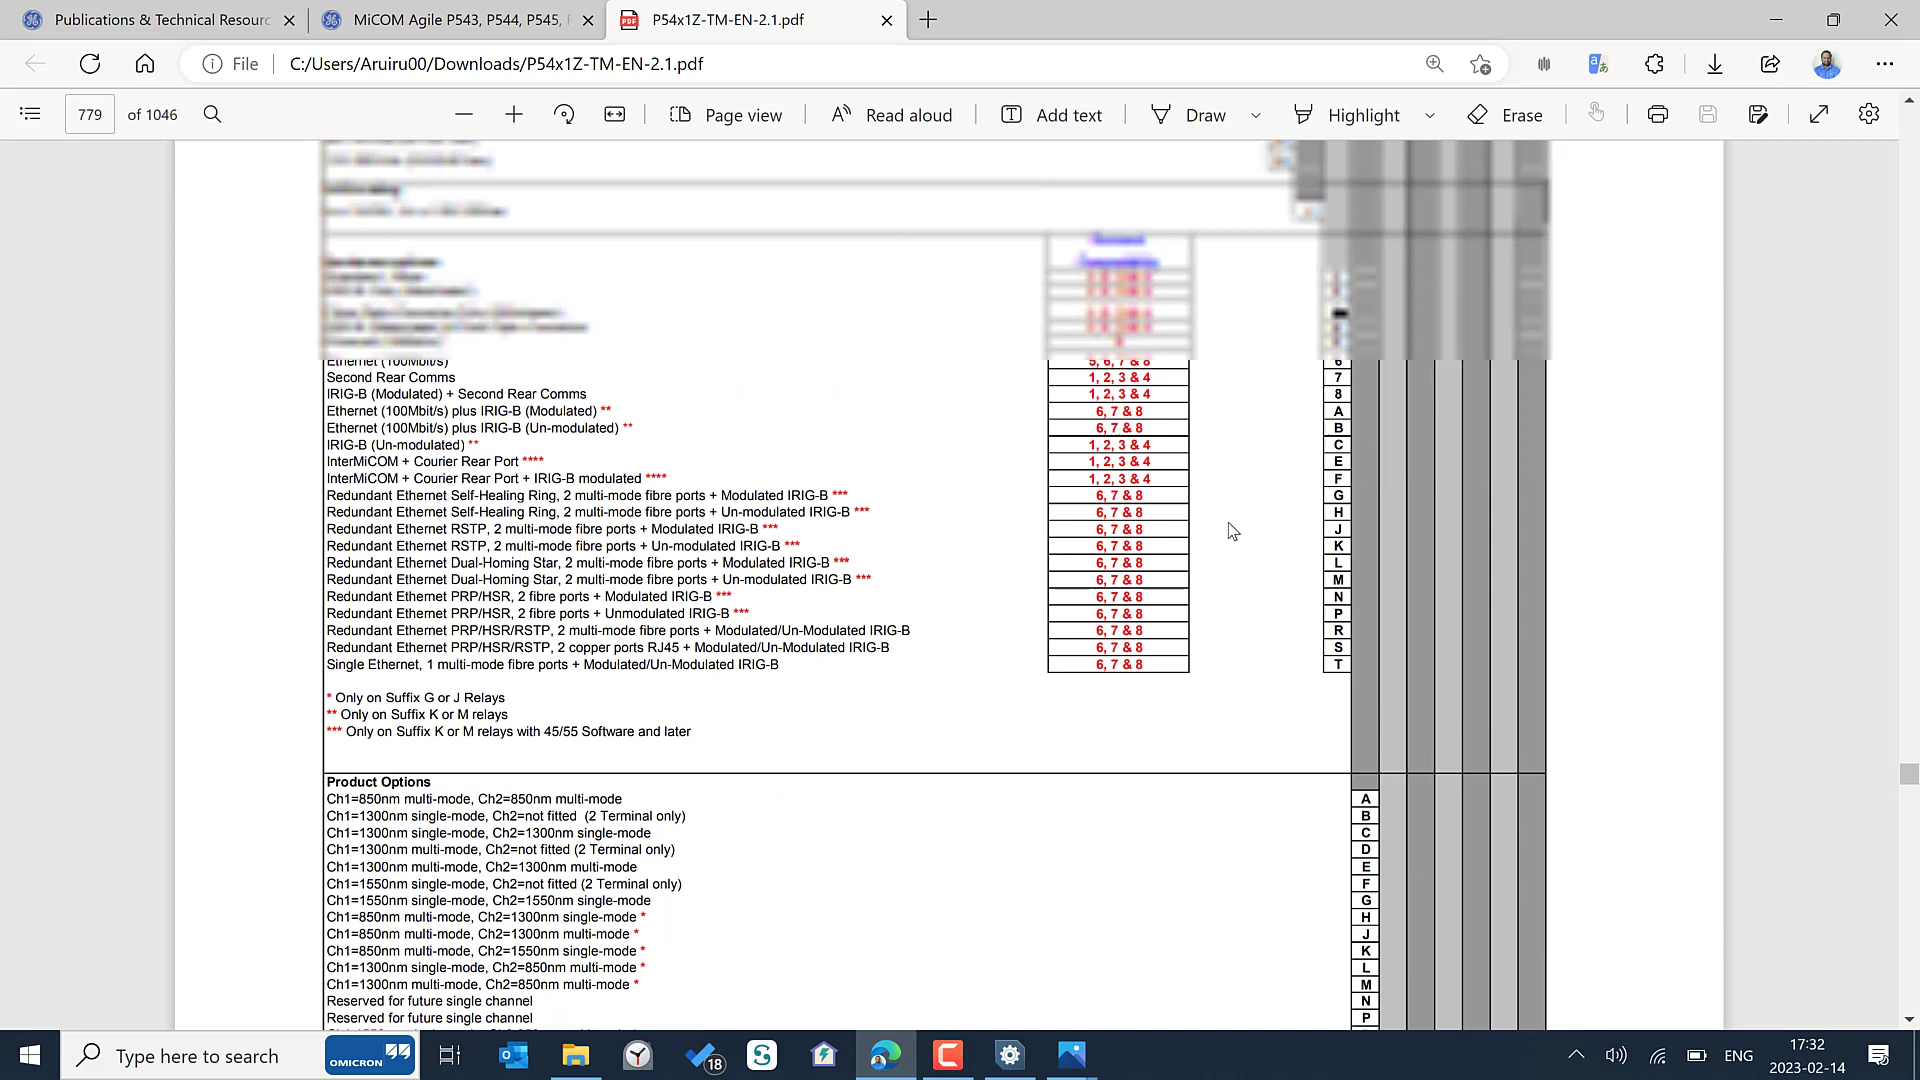 Publications & Technical Resourc
MiCOM Agile P543, P544, P545, P
P54x1Z-TM-EN-2.1.pdf
File
C:/Users/Aruiru00/Downloads/P54x1Z-TM-EN-2.1.pdf
779 of 1046
Page view
Read aloud
Add text
Draw
Highlight
Erase
Ethernet (100Mbit/s) 5, 6, 7 & 8 6
Second Rear Comms 1, 2, 3 & 4 7
IRIG-B (Modulated) + Second Rear Comms 1, 2, 3 & 4 8
Ethernet (100Mbit/s) plus IRIG-B (Modulated) ** 6, 7 & 8 A
Ethernet (100Mbit/s) plus IRIG-B (Un-modulated) ** 6, 7 & 8 B
IRIG-B (Un-modulated) ** 1, 2, 3 & 4 C
InterMiCOM + Courier Rear Port **** 1, 2, 3 & 4 E
InterMiCOM + Courier Rear Port + IRIG-B modulated **** 1, 2, 3 & 4 F
Redundant Ethernet Self-Healing Ring, 2 multi-mode fibre ports + Modulated IRIG-B *** 6, 7 & 8 G
Redundant Ethernet Self-Healing Ring, 2 multi-mode fibre ports + Un-modulated IRIG-B *** 6, 7 & 8 H
Redundant Ethernet RSTP, 2 multi-mode fibre ports + Modulated IRIG-B *** 6, 7 & 8 J
Redundant Ethernet RSTP, 2 multi-mode fibre ports + Un-modulated IRIG-B *** 6, 7 & 8 K
Redundant Ethernet Dual-Homing Star, 2 multi-mode fibre ports + Modulated IRIG-B *** 6, 7 & 8 L
Redundant Ethernet Dual-Homing Star, 2 multi-mode fibre ports + Un-modulated IRIG-B *** 6, 7 & 8 M
Redundant Ethernet PRP/HSR, 2 fibre ports + Modulated IRIG-B *** 6, 7 & 8 N
Redundant Ethernet PRP/HSR, 2 fibre ports + Unmodulated IRIG-B *** 6, 7 & 8 P
Redundant Ethernet PRP/HSR/RSTP, 2 multi-mode fibre ports + Modulated/Un-Modulated IRIG-B 6, 7 & 8 R
Redundant Ethernet PRP/HSR/RSTP, 2 copper ports RJ45 + Modulated/Un-Modulated IRIG-B 6, 7 & 8 S
Single Ethernet, 1 multi-mode fibre ports + Modulated/Un-Modulated IRIG-B 6, 7 & 8 T
* Only on Suffix G or J Relays
** Only on Suffix K or M relays
*** Only on Suffix K or M relays with 45/55 Software and later
Product Options
Ch1=850nm multi-mode, Ch2=850nm multi-mode A
Ch1=1300nm single-mode, Ch2=not fitted (2 Terminal only) B
Ch1=1300nm single-mode, Ch2=1300nm single-mode C
Ch1=1300nm multi-mode, Ch2=not fitted (2 Terminal only) D
Ch1=1300nm multi-mode, Ch2=1300nm multi-mode E
Ch1=1550nm single-mode, Ch2=not fitted (2 Terminal only) F
Ch1=1550nm single-mode, Ch2=1550nm single-mode G
Ch1=850nm multi-mode, Ch2=1300nm single-mode * H
Ch1=850nm multi-mode, Ch2=1300nm multi-mode * J
Ch1=850nm multi-mode, Ch2=1550nm single-mode * K
Ch1=1300nm single-mode, Ch2=850nm multi-mode * L
Ch1=1300nm multi-mode, Ch2=850nm multi-mode * M
Reserved for future single channel N
Reserved for future single channel P
Type here to search
OMICRON
18
ENG
17:32
2023-02-14